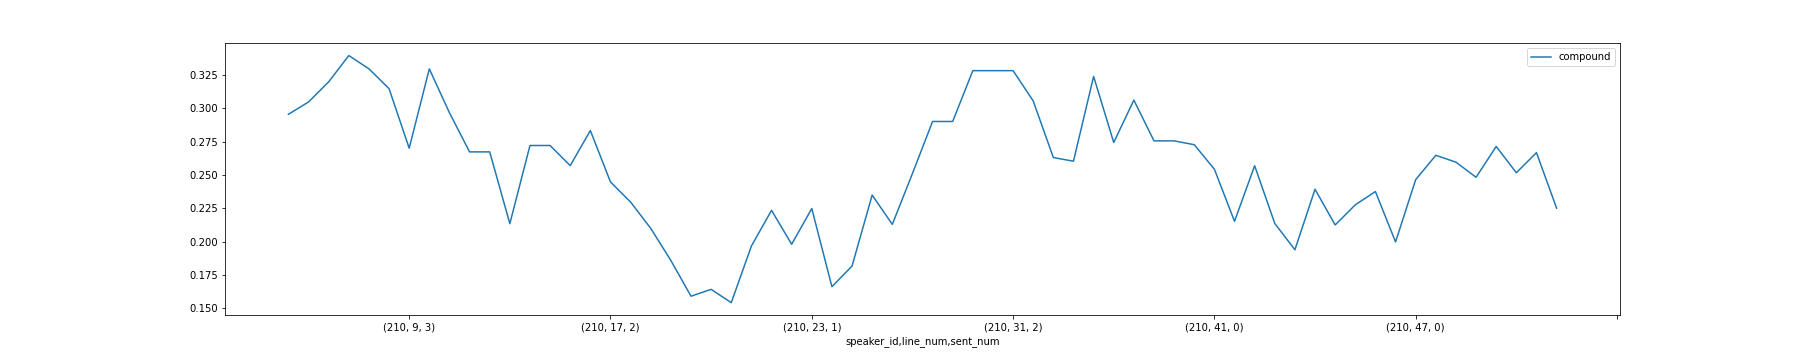 compound
0.325
0.300
0.275
0.250
0.225
0.200
0.175
0.150
(210, 9, 3) (210, 17, 2) (210, 23, 1) (210, 31, 2) (210, 41, 0) (210, 47, 0)
speaker_id,line_num,sent_num